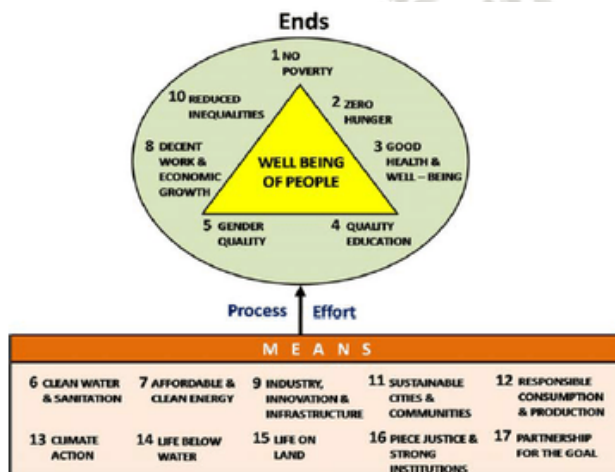 Ends
1 NO
POVERTY
10 REDUCED
INEQUALITIES
2 ZERO
HUNGER
8 DECENT
WORK &
ECONOMIC
GROWTH
WELL BEING
OF PEOPLE
3 GOOD
HEALTH &
WELL – BEING
5 GENDER
QUALITY
4 QUALITY
EDUCATION
Process Effort
MEANS
6 CLEAN WATER
& SANITATION
7 AFFORDABLE &
CLEAN ENERGY
9 INDUSTRY,
INNOVATION &
INFRASTRUCTURE
11 SUSTAINABLE
CITIES &
COMMUNITIES
12 RESPONSIBLE
CONSUMPTION
& PRODUCTION
13 CLIMATE
ACTION
14 LIFE BELOW
WATER
15 LIFE ON
LAND
16 PIECE JUSTICE &
STRONG
INSTITUTIONS
17 PARTNERSHIP
FOR THE GOAL